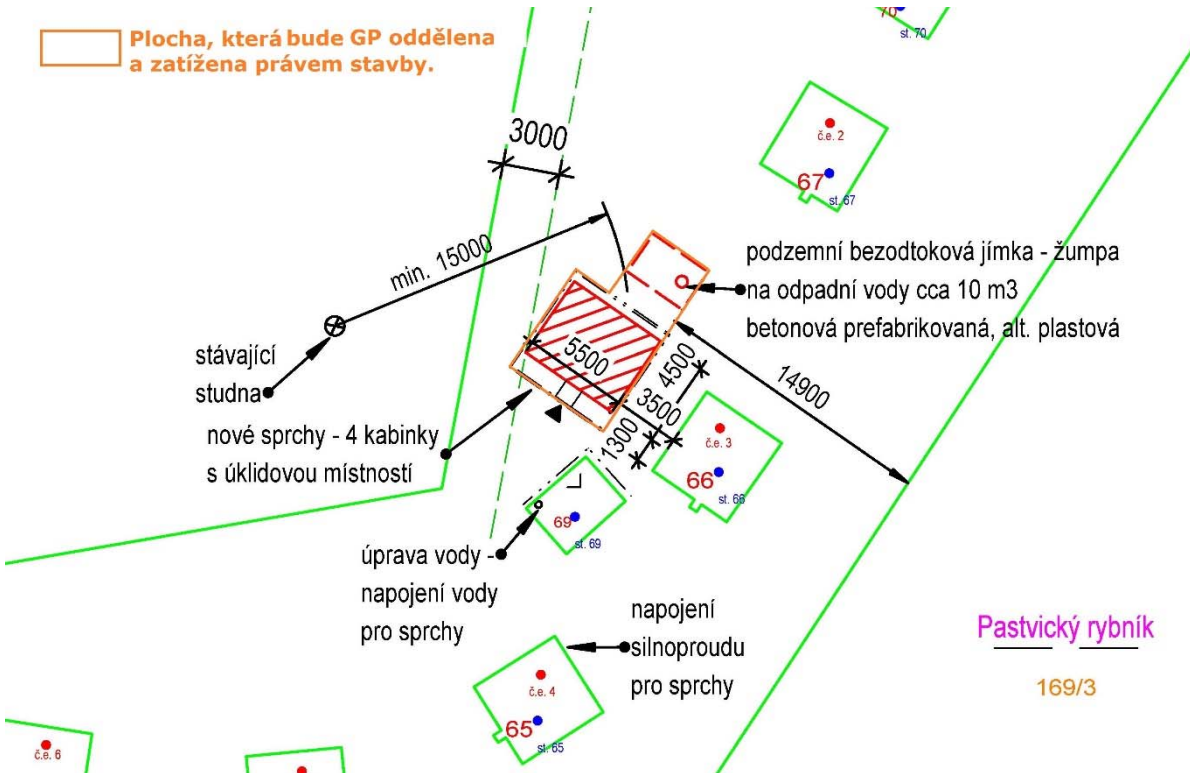 Plocha, která bude GP oddělena
a zatížena právem stavby.
70
st. 70
3000
č.e. 2
67
st. 67
min. 15000
podzemní bezodtoková jímka - žumpa
na odpadní vody cca 10 m3
betonová prefabrikovaná, alt. plastová
stávající
studna
5500
4500
3500
1300
14900
nové sprchy - 4 kabinky
s úklidovou místností
č.e. 3
66
st. 66
69
st. 69
úprava vody -
napojení vody
pro sprchy
napojení
silnoproudu
pro sprchy
č.e. 4
65
st. 65
Pastvický rybník
169/3
č.e. 6